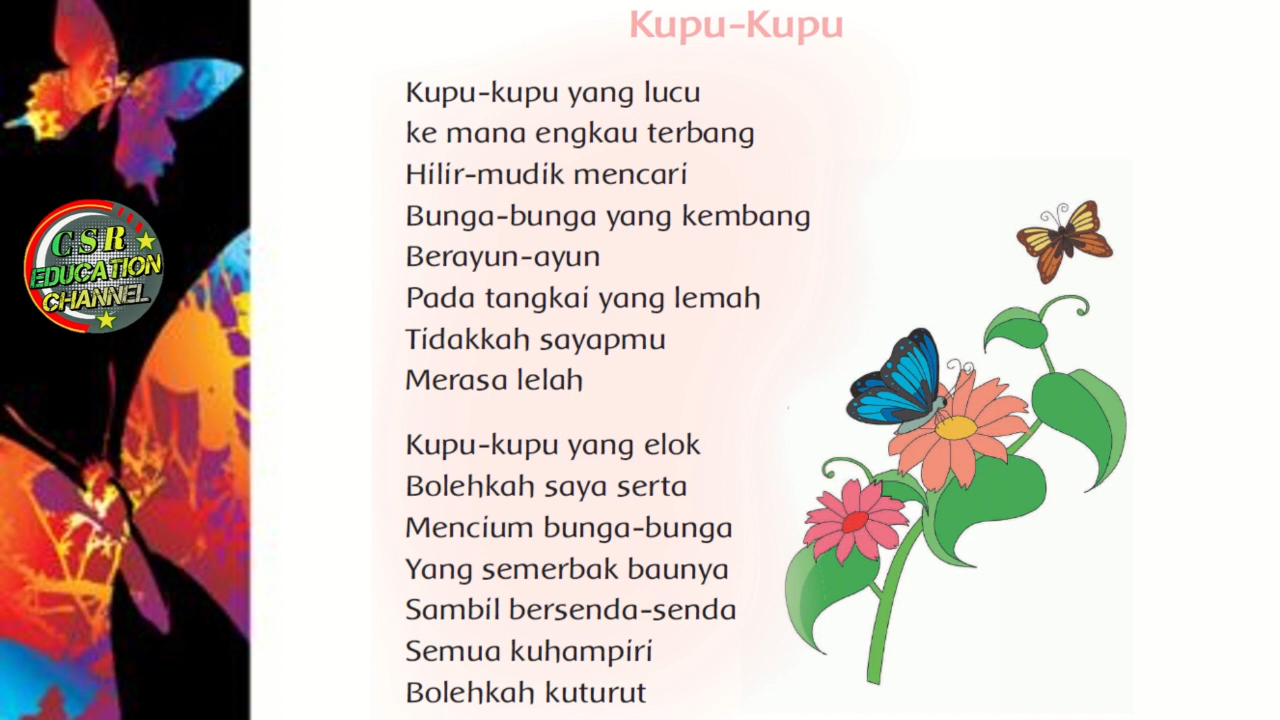 Kupu-Kupu
Kupu-kupu yang lucu
ke mana engkau terbang
Hilir-mudik mencari
Bunga-bunga yang kembang
Berayun-ayun
Pada tangkai yang lemah
Tidakkah sayapmu
Merasa lelah
Kupu-kupu yang elok
Bolehkah saya serta
Mencium bunga-bunga
Yang semerbak baunya
Sambil bersenda-senda
Semua kuhampiri
Bolehkah kuturut
CSR
EDUCATION
CHANNEL